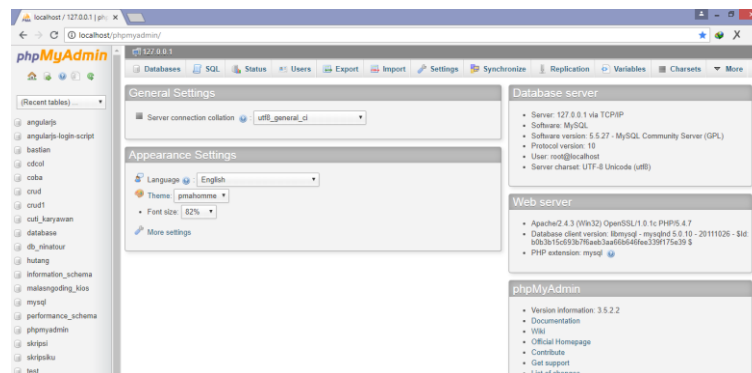 localhost / 127.0.0.1 | ph
localhost/phpmyadmin/
phpMyAdmin
(Recent tables) ...
angularjs
angularjs-login-script
bastian
cdcol
coba
crud
crud1
cuti_karyawan
database
db_ninatour
hutang
information_schema
malasngoding_kios
mysql
performance_schema
phpmyadmin
skripsi
skripsiku
test
127.0.0.1
Databases SQL Status Users Export Import Settings Synchronize Replication Variables Charsets More
General Settings
Server connection collation : utf8_general_ci
Appearance Settings
Language : English
Theme: pmahomme
Font size: 82%
More settings
Database server
Server: 127.0.0.1 via TCP/IP
Software: MySQL
Software version: 5.5.27 - MySQL Community Server (GPL)
Protocol version: 10
User: root@localhost
Server charset: UTF-8 Unicode (utf8)
Web server
Apache/2.4.3 (Win32) OpenSSL/1.0.1c PHP/5.4.7
Database client version: libmysql - mysqlnd 5.0.10 - 20111026 - $Id:
b0b3b15c693b7f6aeb3aa66b646fee339f175e39 $
PHP extension: mysql
phpMyAdmin
Version information: 3.5.2.2
Documentation
Wiki
Official Homepage
Contribute
Get support
List of changes